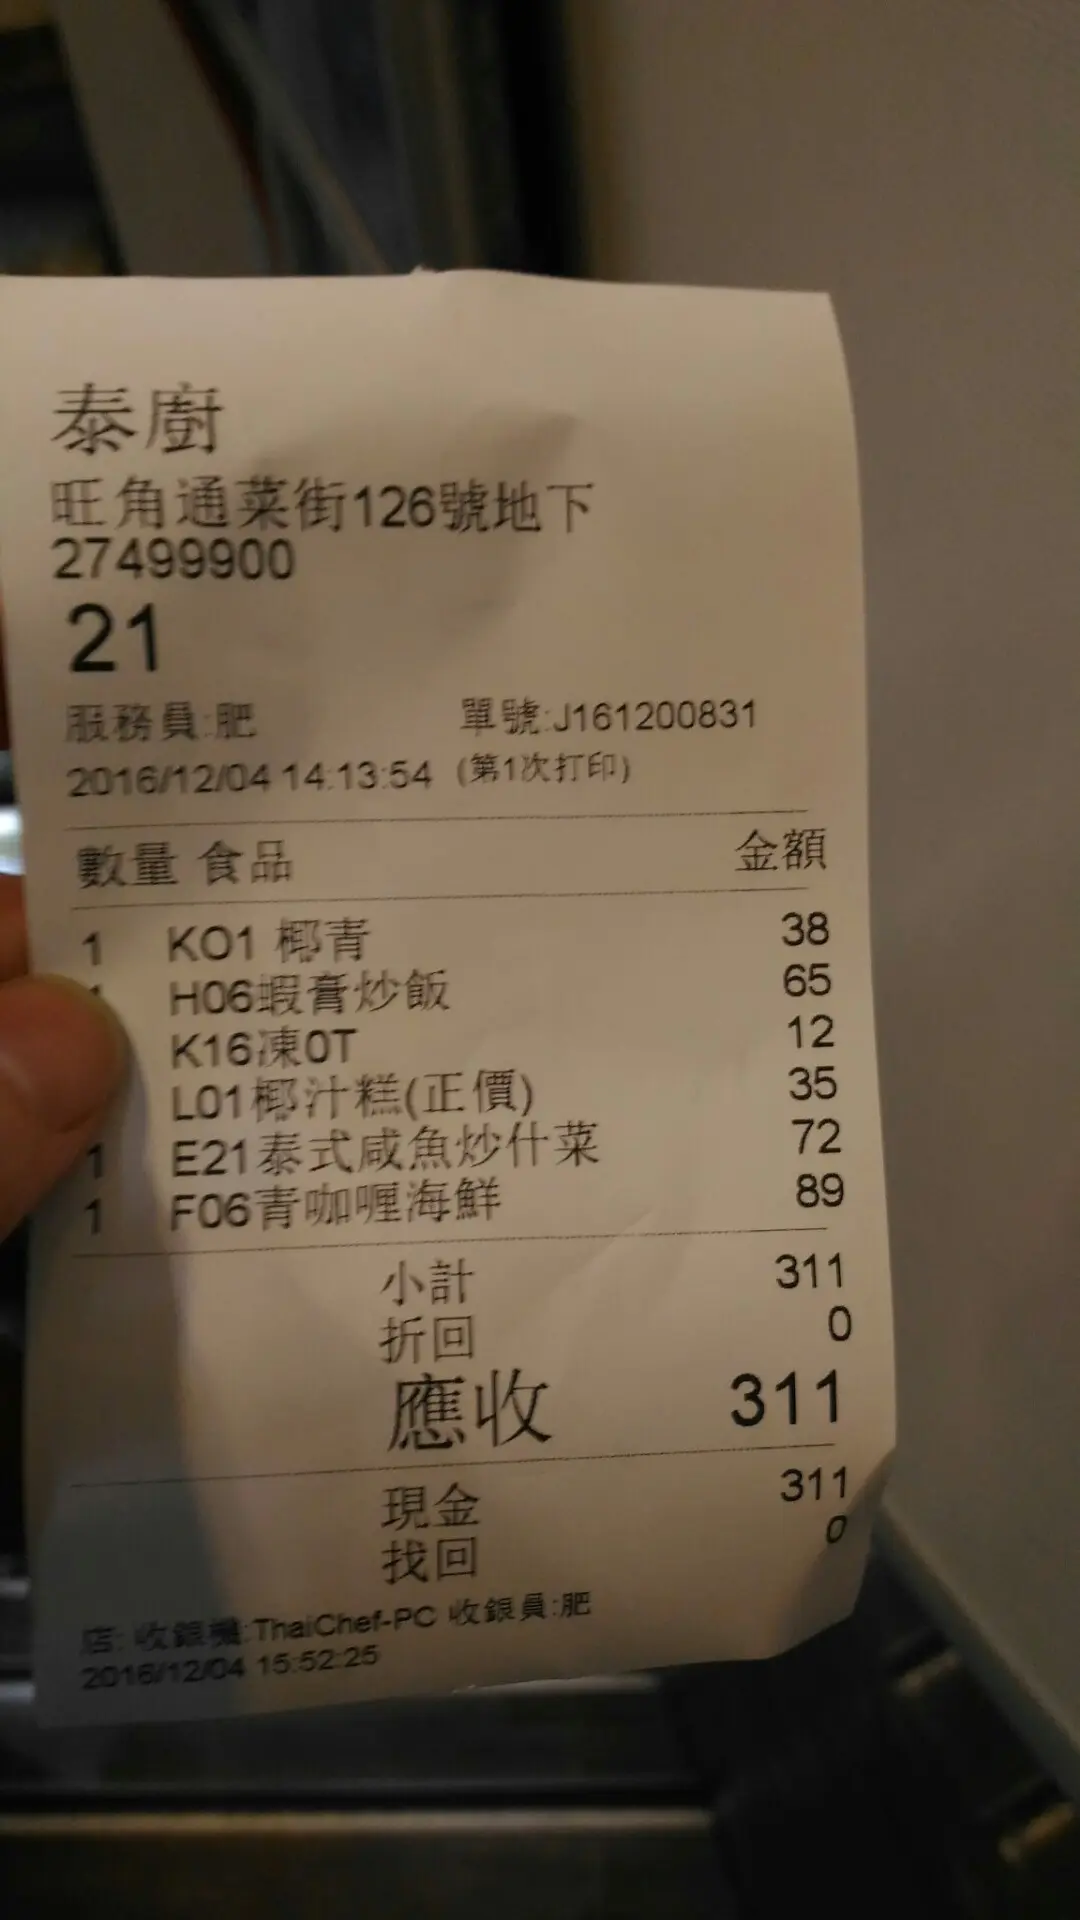 泰廚
旺角通菜街126號地下
27499900
21
服務員:肥 單號:J161200831
2016/12/04 14:13:54 (第1次打印)
數量 食品 金額
1 KO1 椰青 38
H06蝦膏炒飯 65
K16凍0T 12
L01椰汁糕(正價) 35
1 E21泰式咸魚炒什菜 72
1 F06青咖喱海鮮 89
小計 311
折回 0
應收 311
現金 311
找回 0
店: 收銀機:ThaiChef-PC 收銀員:肥
2016/12/04 15:52:25